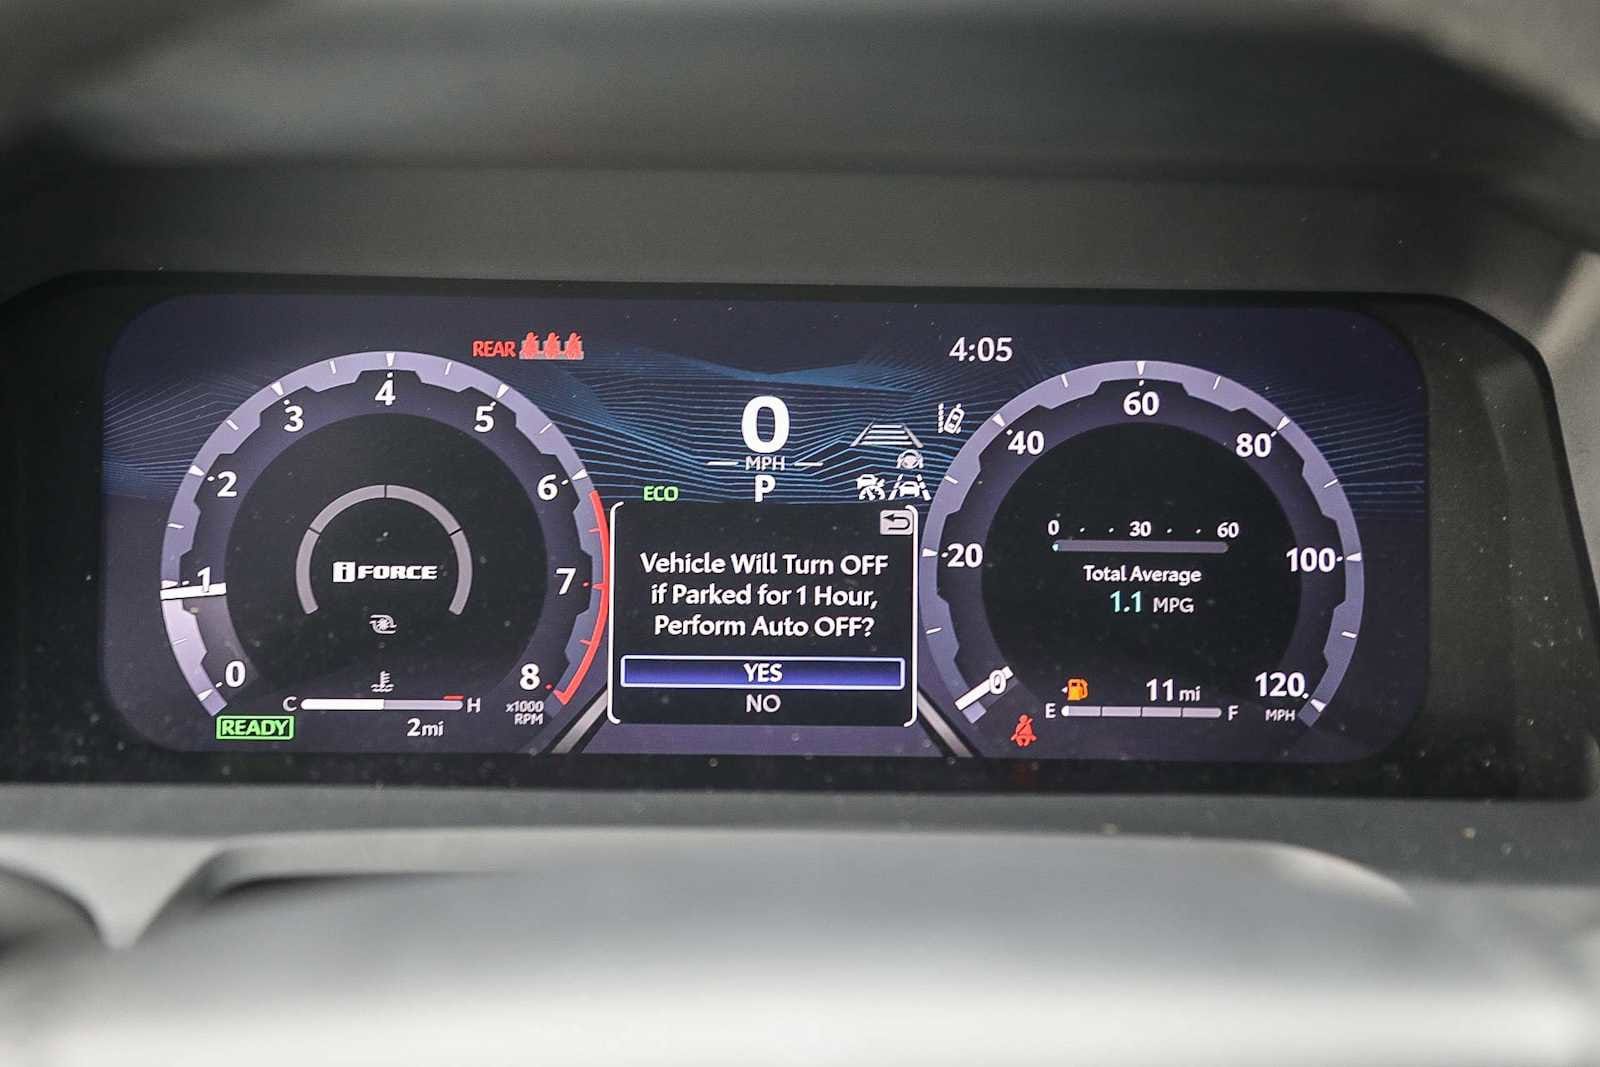 REAR
4:05
0
MPH
P
ECO
0
1
2
3
4
5
6
7
8
x1000
RPM
i FORCE
C
H
2mi
READY
Vehicle Will Turn OFF
if Parked for 1 Hour,
Perform Auto OFF?
YES
NO
0
20
40
60
80
100
120
MPH
0 30 60
Total Average
1.1 MPG
11 mi
E
F